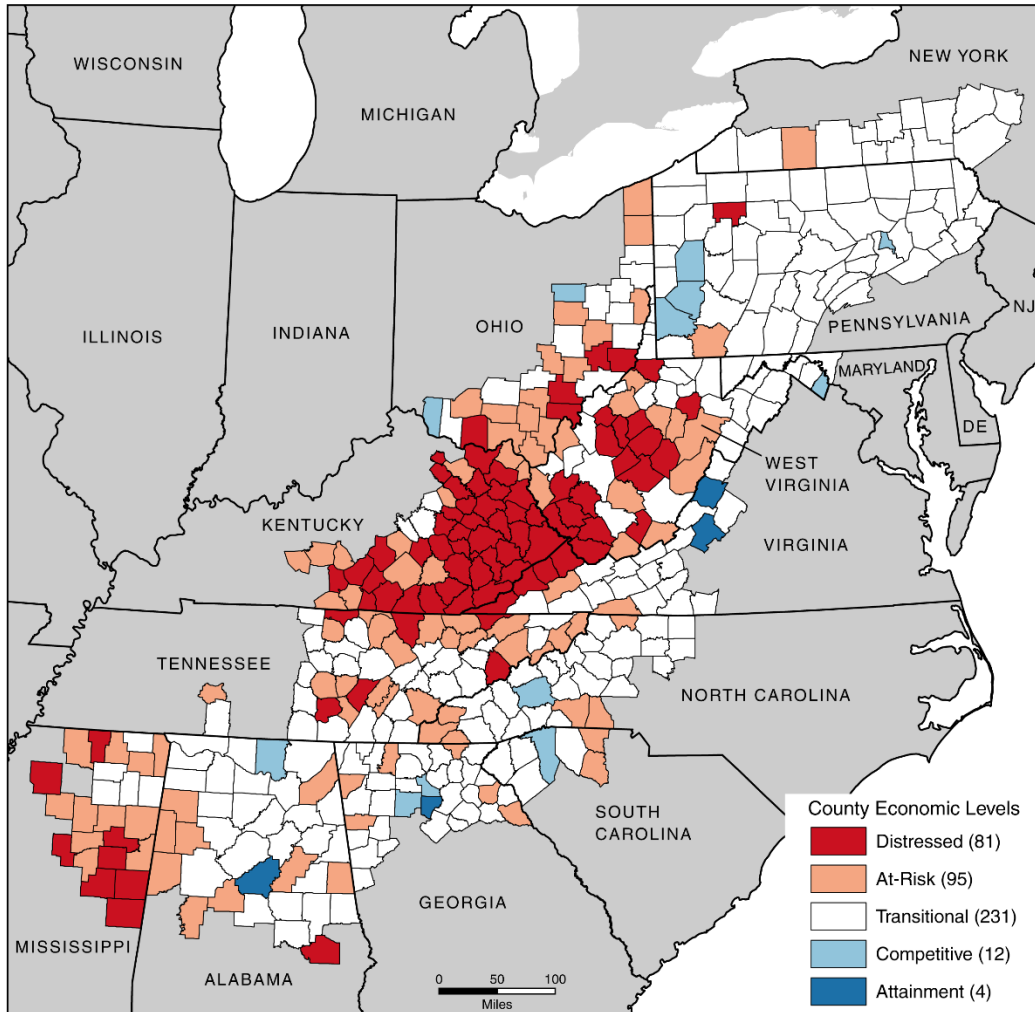 NEW YORK
WISCONSIN
MICHIGAN
PENNSYLVANIA
NJ
ILLINOIS
INDIANA
OHIO
MARYLAND
DE
WEST
VIRGINIA
KENTUCKY
VIRGINIA
TENNESSEE
NORTH CAROLINA
SOUTH
CAROLINA
GEORGIA
MISSISSIPPI
ALABAMA
0 50 100
Miles
County Economic Levels
Distressed (81)
At-Risk (95)
Transitional (231)
Competitive (12)
Attainment (4)